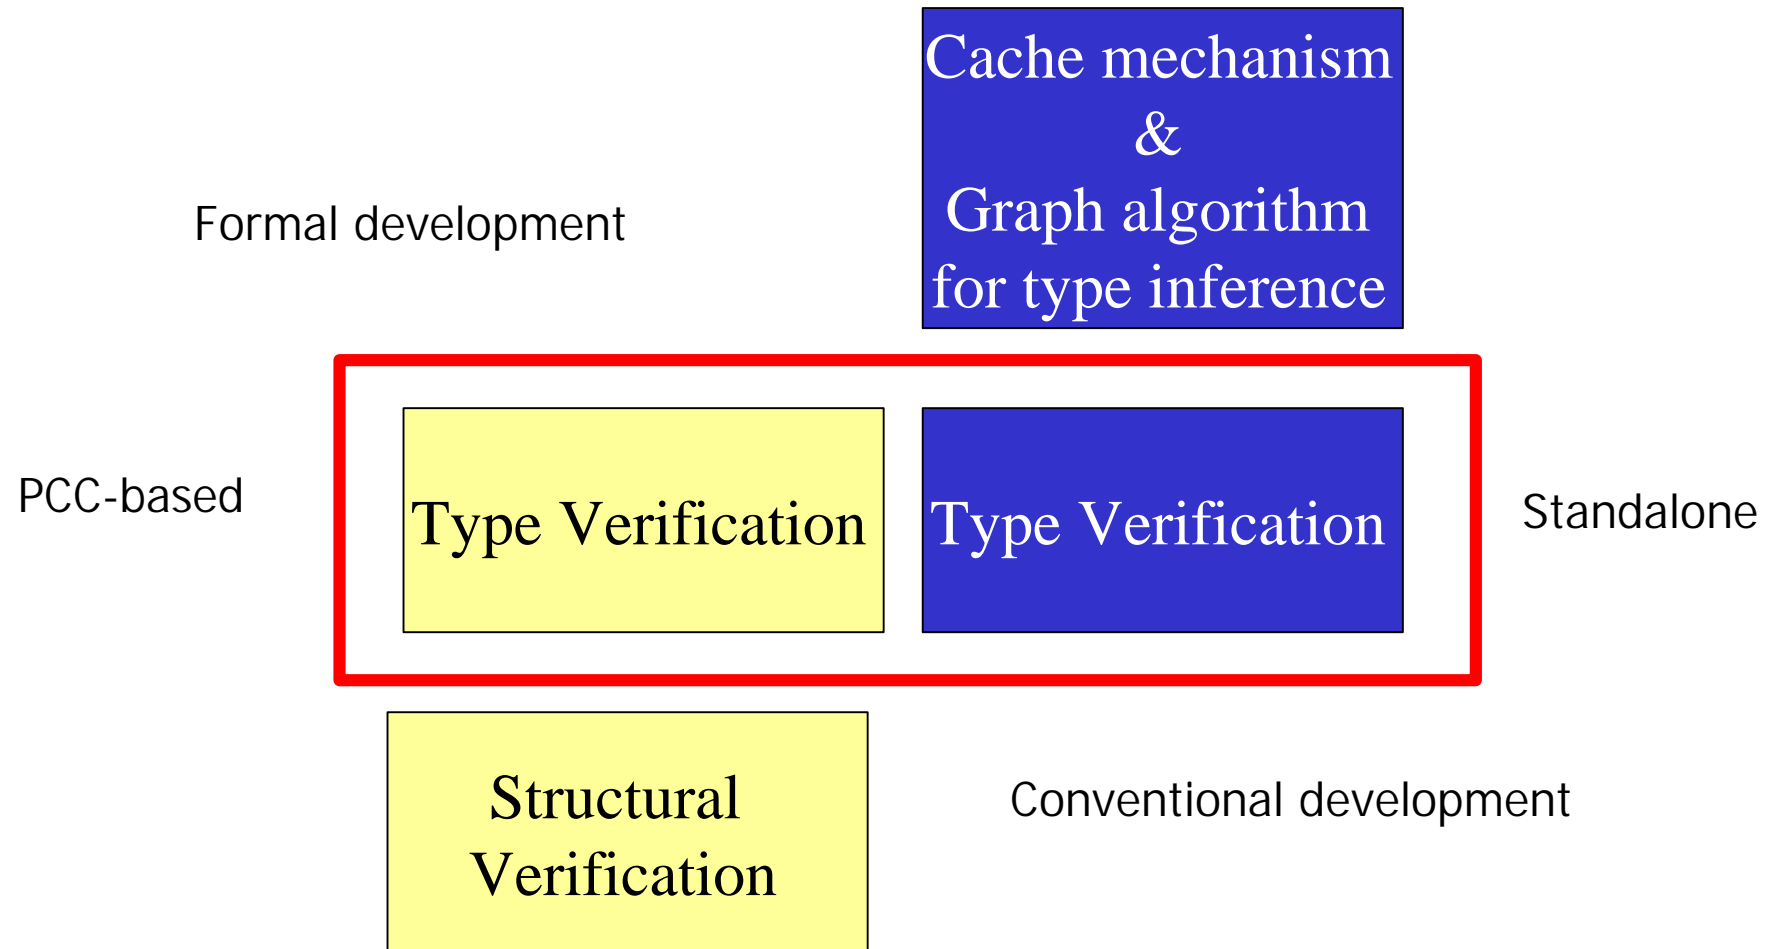 Cache mechanism
&
Graph algorithm
for type inference
Formal development
PCC-based
Type Verification
Type Verification
Standalone
Structural
Verification
Conventional development